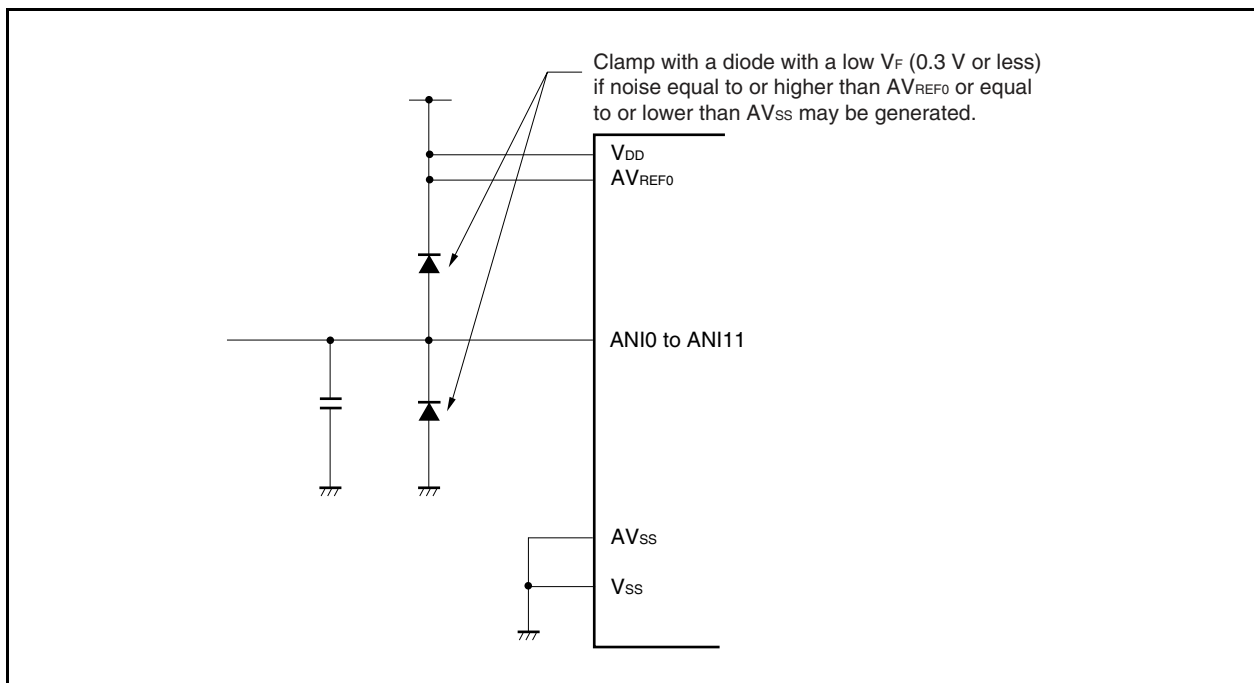 Clamp with a diode with a low VF (0.3 V or less)
if noise equal to or higher than AVREF0 or equal
to or lower than AVSS may be generated.
VDD
AVREF0
ANI0 to ANI11
AVSS
VSS